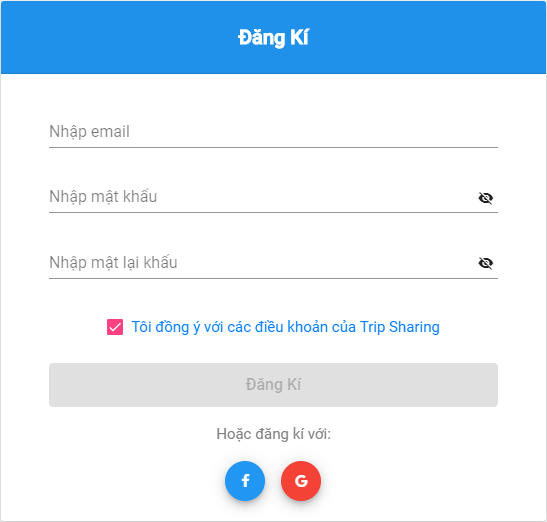 Đăng Kí
Nhập email
Nhập mật khẩu
Nhập mật lại khẩu
Tôi đồng ý với các điều khoản của Trip Sharing
Đăng Kí
Hoặc đăng kí với:
f G